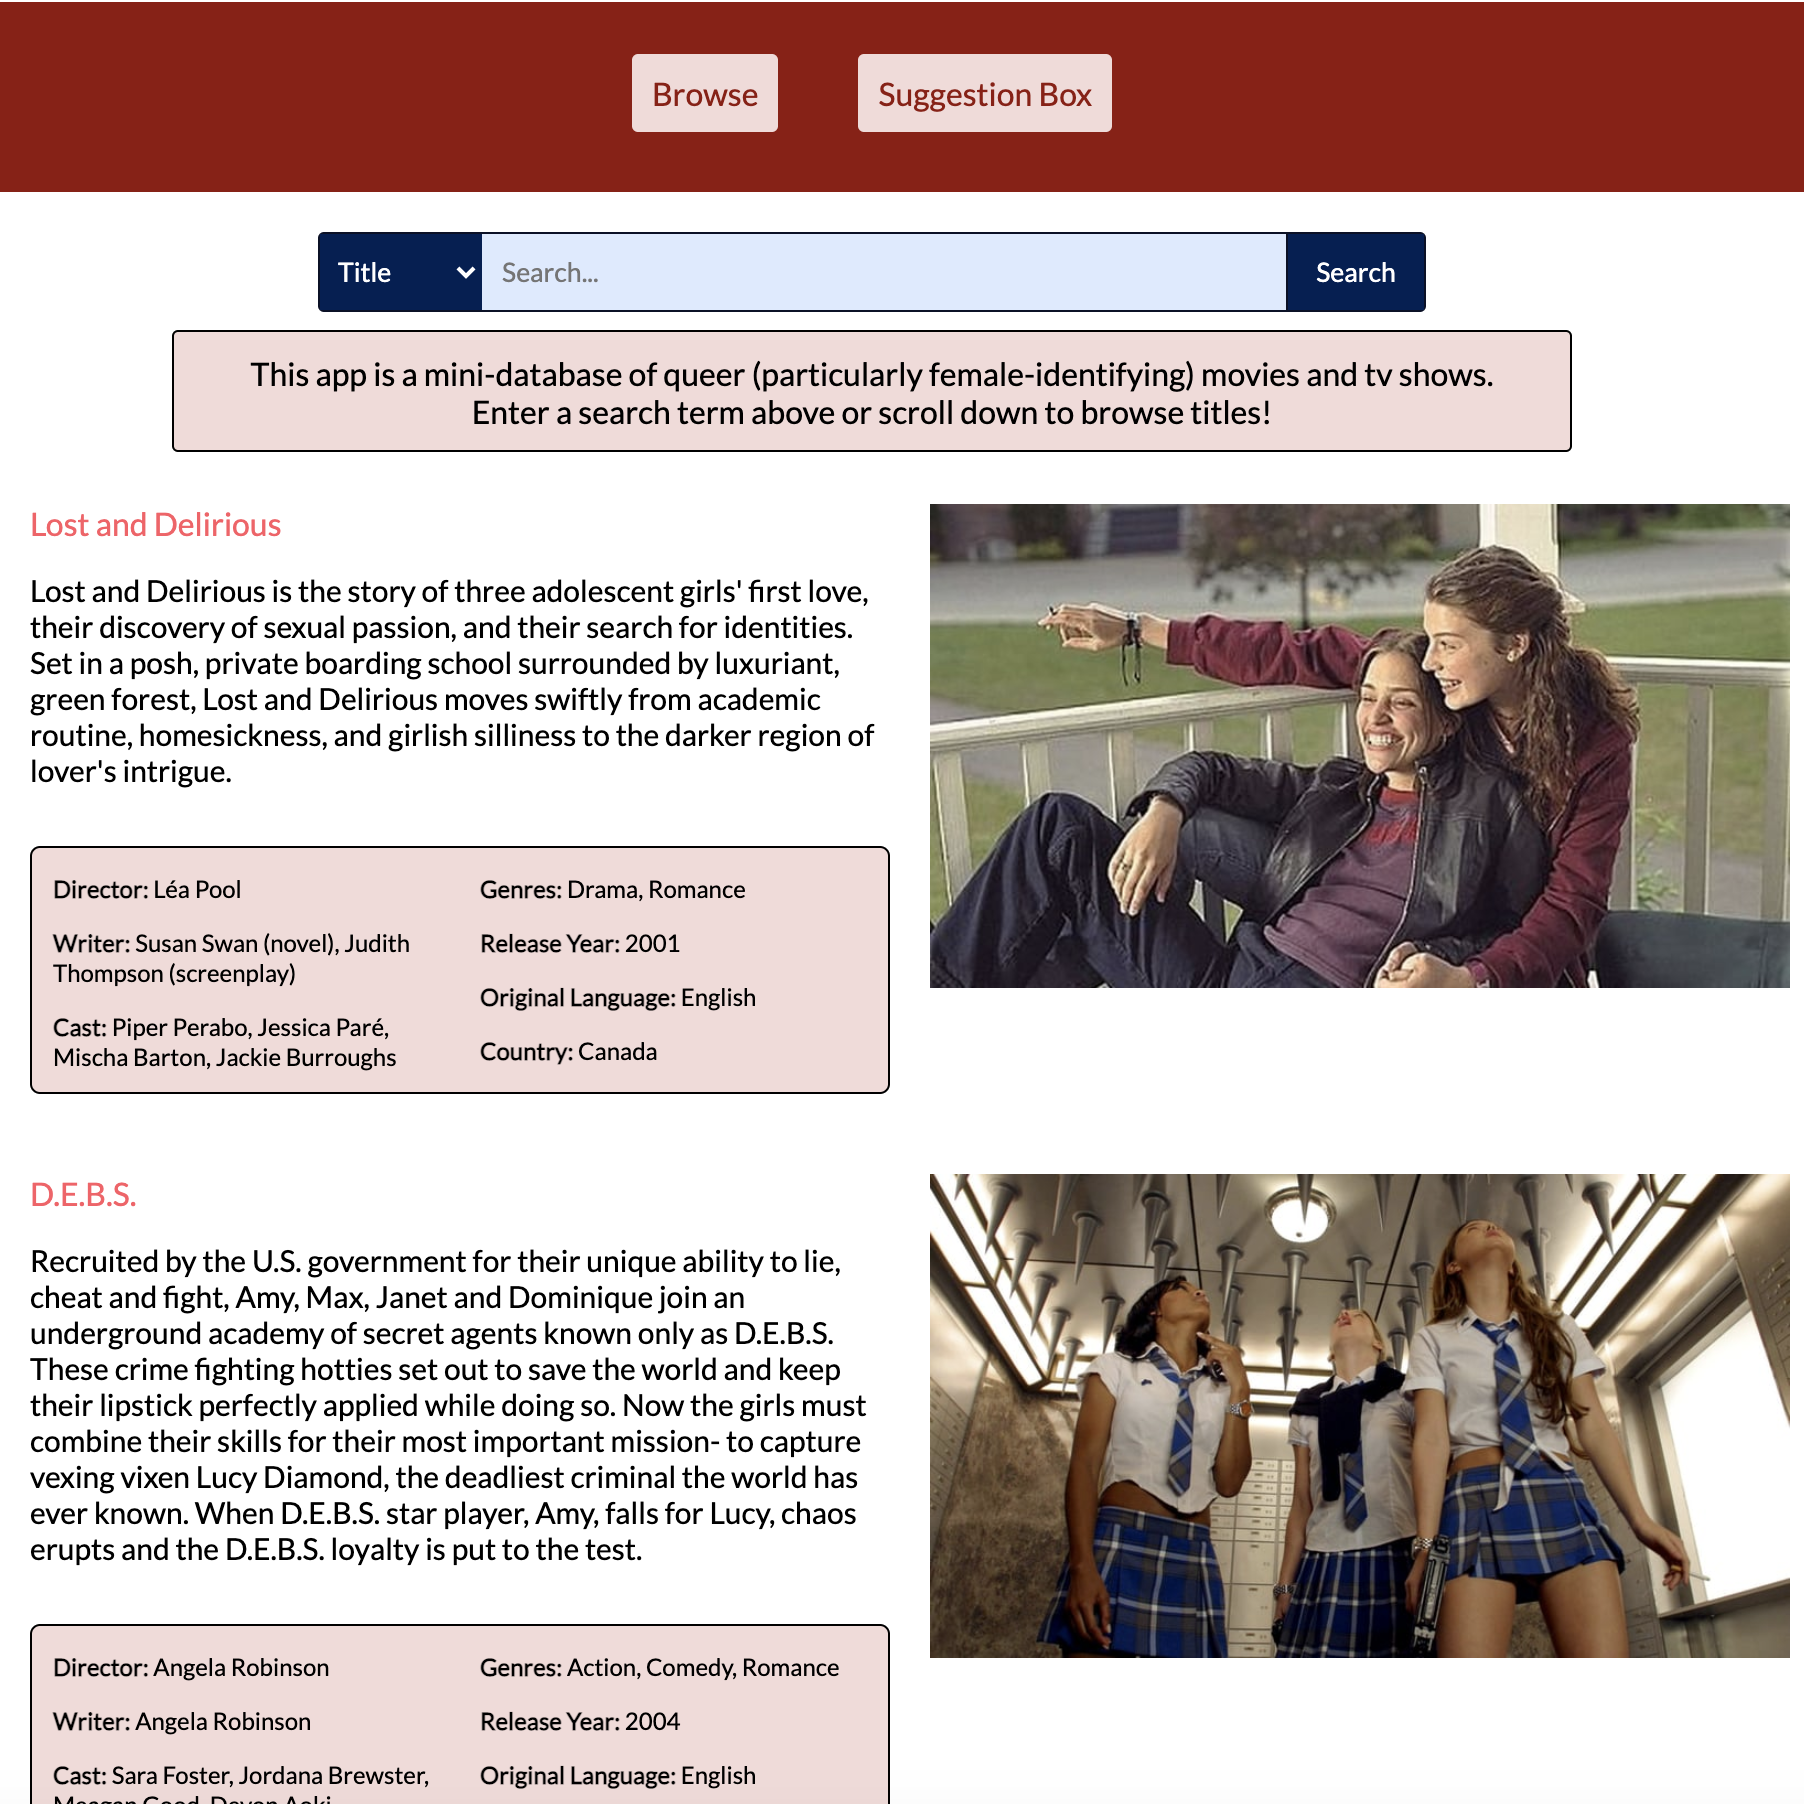 Browse
Suggestion Box
Title
Search...
Search
This app is a mini-database of queer (particularly female-identifying) movies and tv shows.
Enter a search term above or scroll down to browse titles!
Lost and Delirious
Lost and Delirious is the story of three adolescent girls' first love,
their discovery of sexual passion, and their search for identities.
Set in a posh, private boarding school surrounded by luxuriant,
green forest, Lost and Delirious moves swiftly from academic
routine, homesickness, and girlish silliness to the darker region of
lover's intrigue.
Director: Léa Pool
Writer: Susan Swan (novel), Judith
Thompson (screenplay)
Cast: Piper Perabo, Jessica Paré,
Mischa Barton, Jackie Burroughs
Genres: Drama, Romance
Release Year: 2001
Original Language: English
Country: Canada
D.E.B.S.
Recruited by the U.S. government for their unique ability to lie,
cheat and fight, Amy, Max, Janet and Dominique join an
underground academy of secret agents known only as D.E.B.S.
These crime fighting hotties set out to save the world and keep
their lipstick perfectly applied while doing so. Now the girls must
combine their skills for their most important mission- to capture
vexing vixen Lucy Diamond, the deadliest criminal the world has
ever known. When D.E.B.S. star player, Amy, falls for Lucy, chaos
erupts and the D.E.B.S. loyalty is put to the test.
Director: Angela Robinson
Writer: Angela Robinson
Cast: Sara Foster, Jordana Brewster,
Meagan Good, Devon Aoki
Genres: Action, Comedy, Romance
Release Year: 2004
Original Language: English